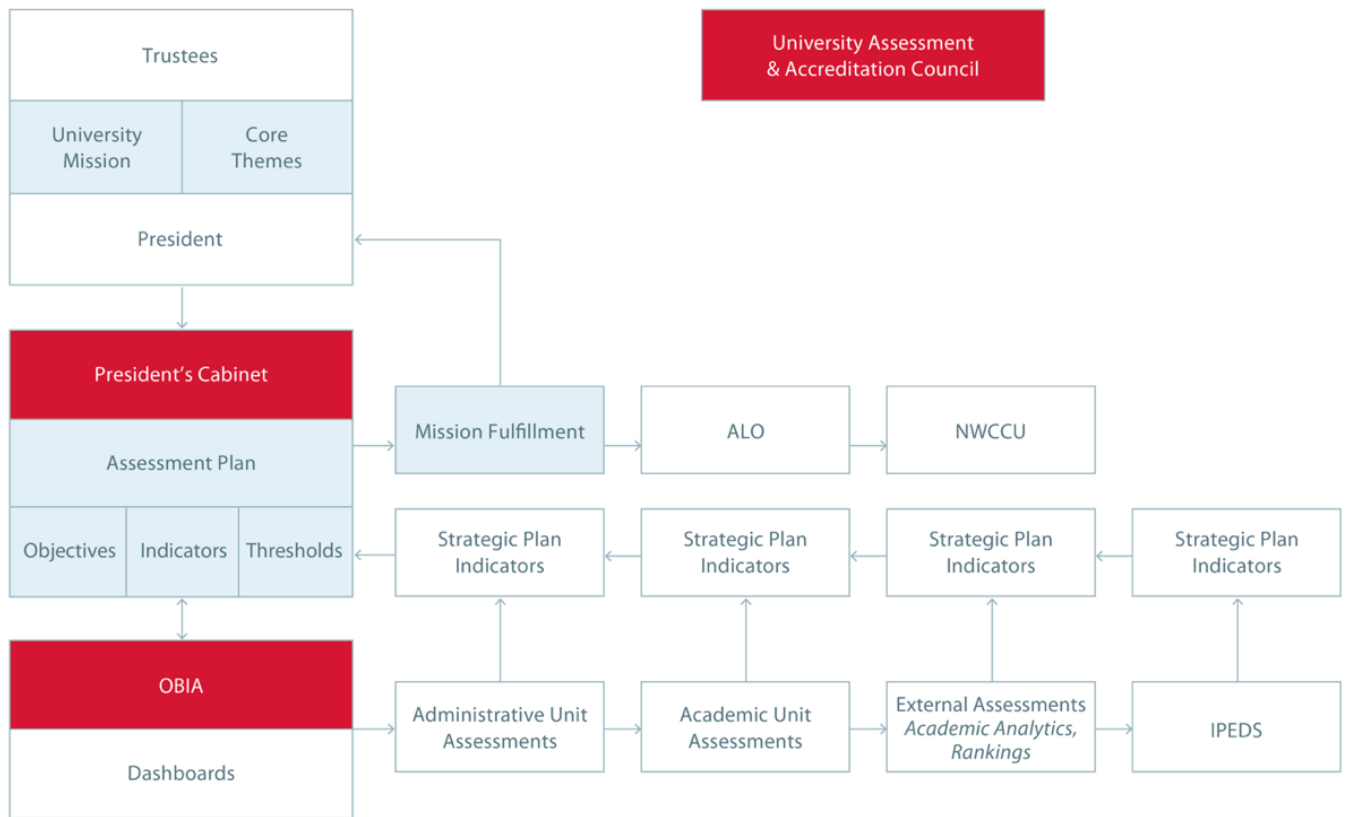 Trustees
University Assessment
& Accreditation Council
University
Mission
Core
Themes
President
President’s Cabinet
Mission Fulfillment
ALO
NWCCU
Assessment Plan
Objectives
Indicators
Thresholds
Strategic Plan
Indicators
Strategic Plan
Indicators
Strategic Plan
Indicators
Strategic Plan
Indicators
OBIA
Administrative Unit
Assessments
Academic Unit
Assessments
External Assessments
Academic Analytics,
Rankings
IPEDS
Dashboards